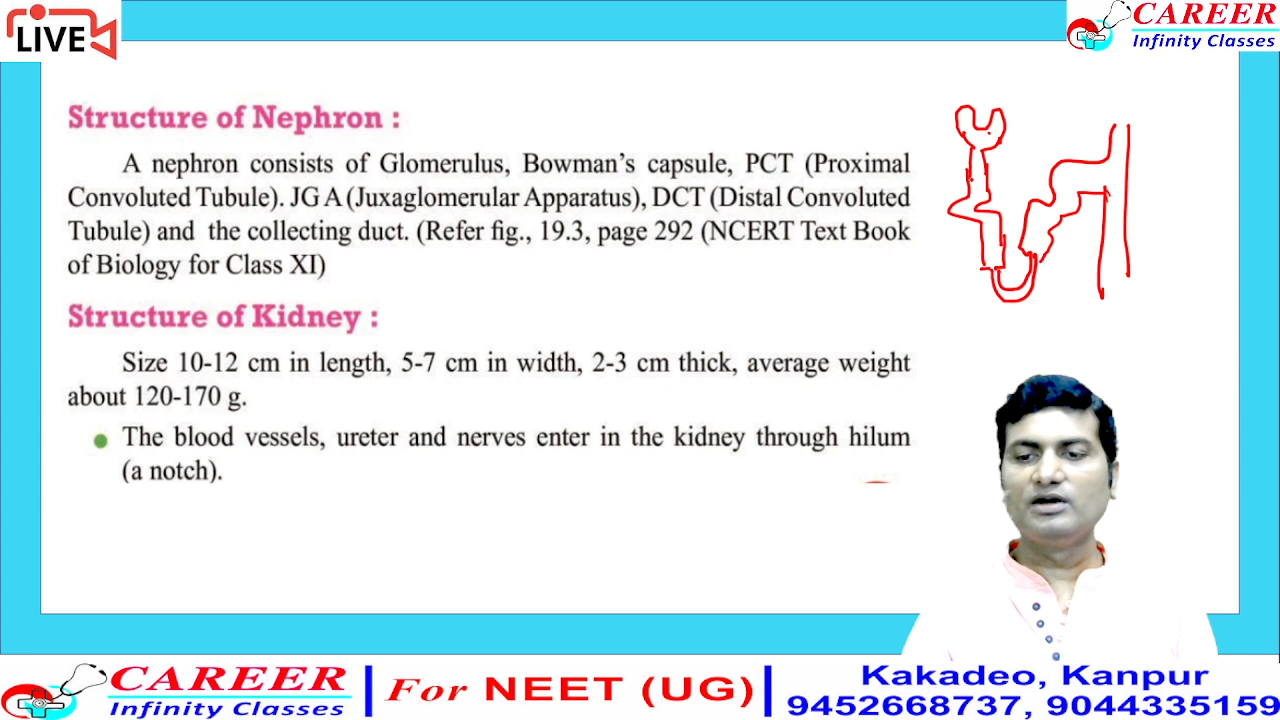 LIVE
CAREER
Infinity Classes
Structure of Nephron :
A nephron consists of Glomerulus, Bowman's capsule, PCT (Proximal
Convoluted Tubule). JG A (Juxaglomerular Apparatus), DCT (Distal Convoluted
Tubule) and the collecting duct. (Refer fig., 19.3, page 292 (NCERT Text Book
of Biology for Class XI)
Structure of Kidney :
Size 10-12 cm in length, 5-7 cm in width, 2-3 cm thick, average weight
about 120-170 g.
The blood vessels, ureter and nerves enter in the kidney through hilum
(a notch).
CAREER
Infinity Classes
For NEET (UG)
Kakadeo, Kanpur
9452668737, 9044335159